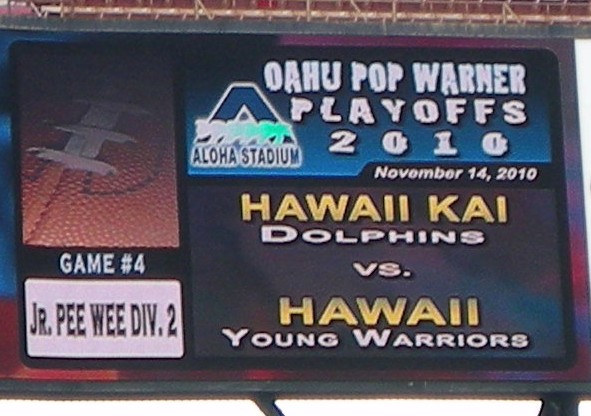 OAHU POP WARNER
PLAYOFFS
2010
ALOHA STADIUM
November 14, 2010
HAWAII KAI
DOLPHINS
VS.
HAWAII
YOUNG WARRIORS
GAME #4
JR. PEE WEE DIV. 2